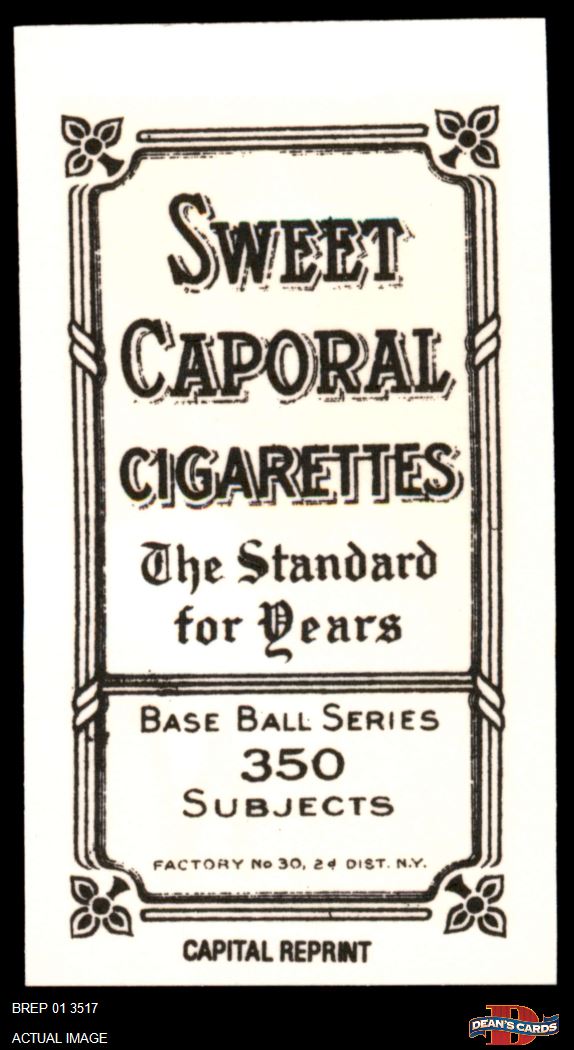 SWEET
CAPORAL
CIGARETTES
The Standard
for Years
BASE BALL SERIES
350
SUBJECTS
FACTORY No 30, 2d DIST. N.Y.
CAPITAL REPRINT
BREP 01 3517
ACTUAL IMAGE
D
DEAN'S CARDS